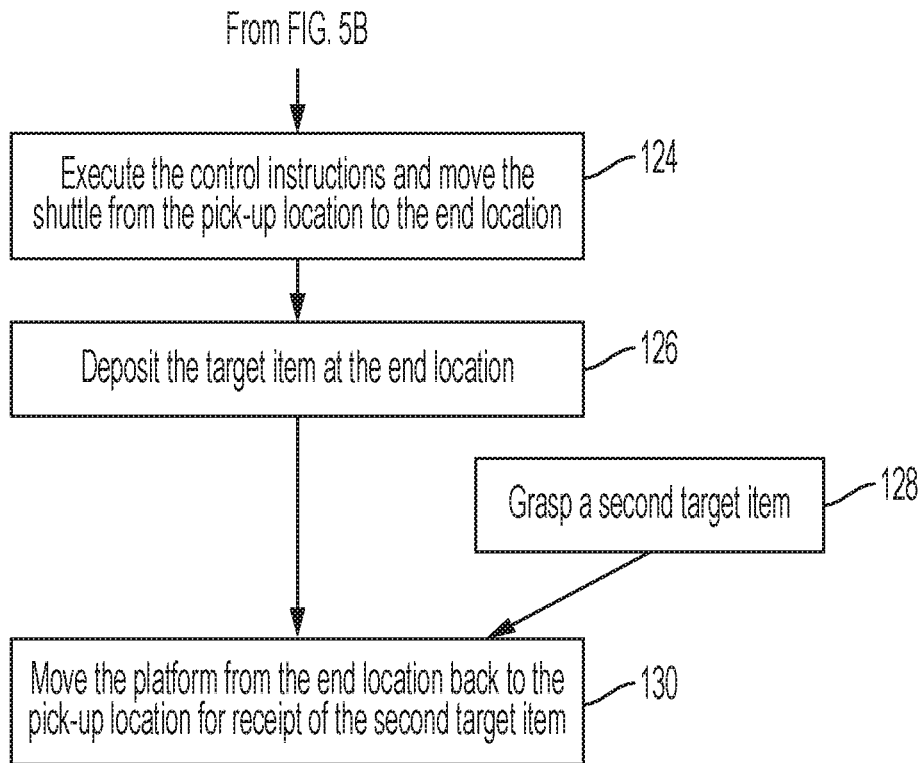 From FIG. 5B
Execute the control instructions and move the
shuttle from the pick-up location to the end location
124
Deposit the target item at the end location
126
Grasp a second target item
128
Move the platform from the end location back to the
pick-up location for receipt of the second target item
130